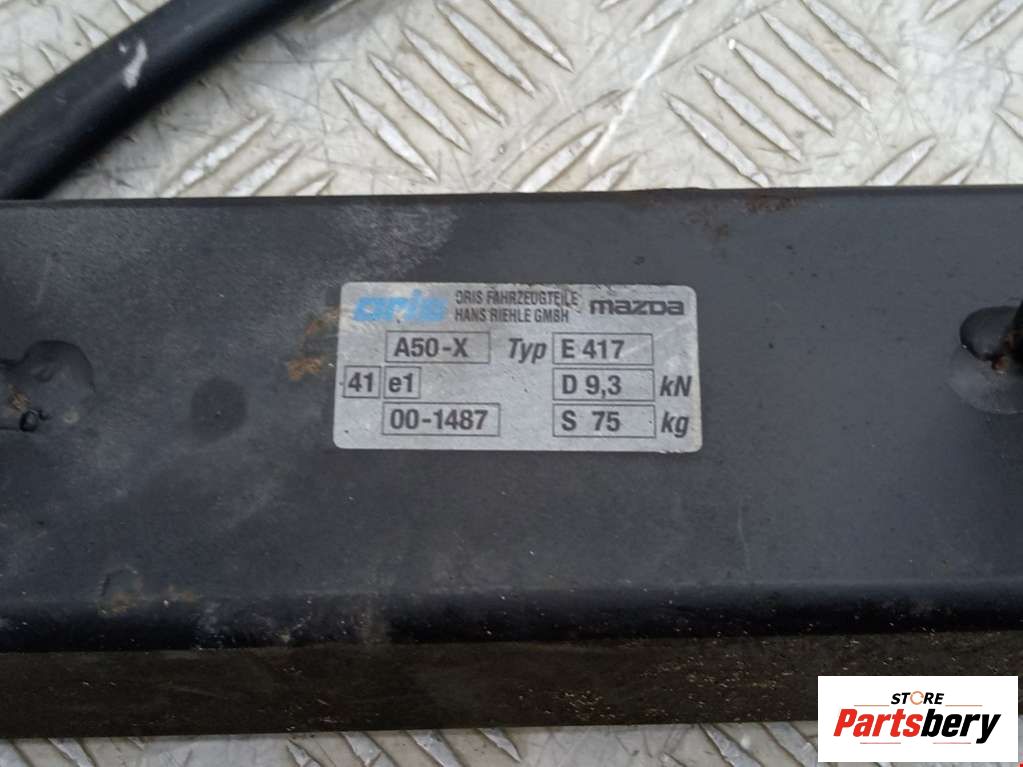 oris ORIS FAHRZEUGTEILE mazda
HANS RIEHLE GMBH
A50-X Typ E 417
41 e1 D 9,3 kN
00-1487 S 75 kg
STORE
Partsbery